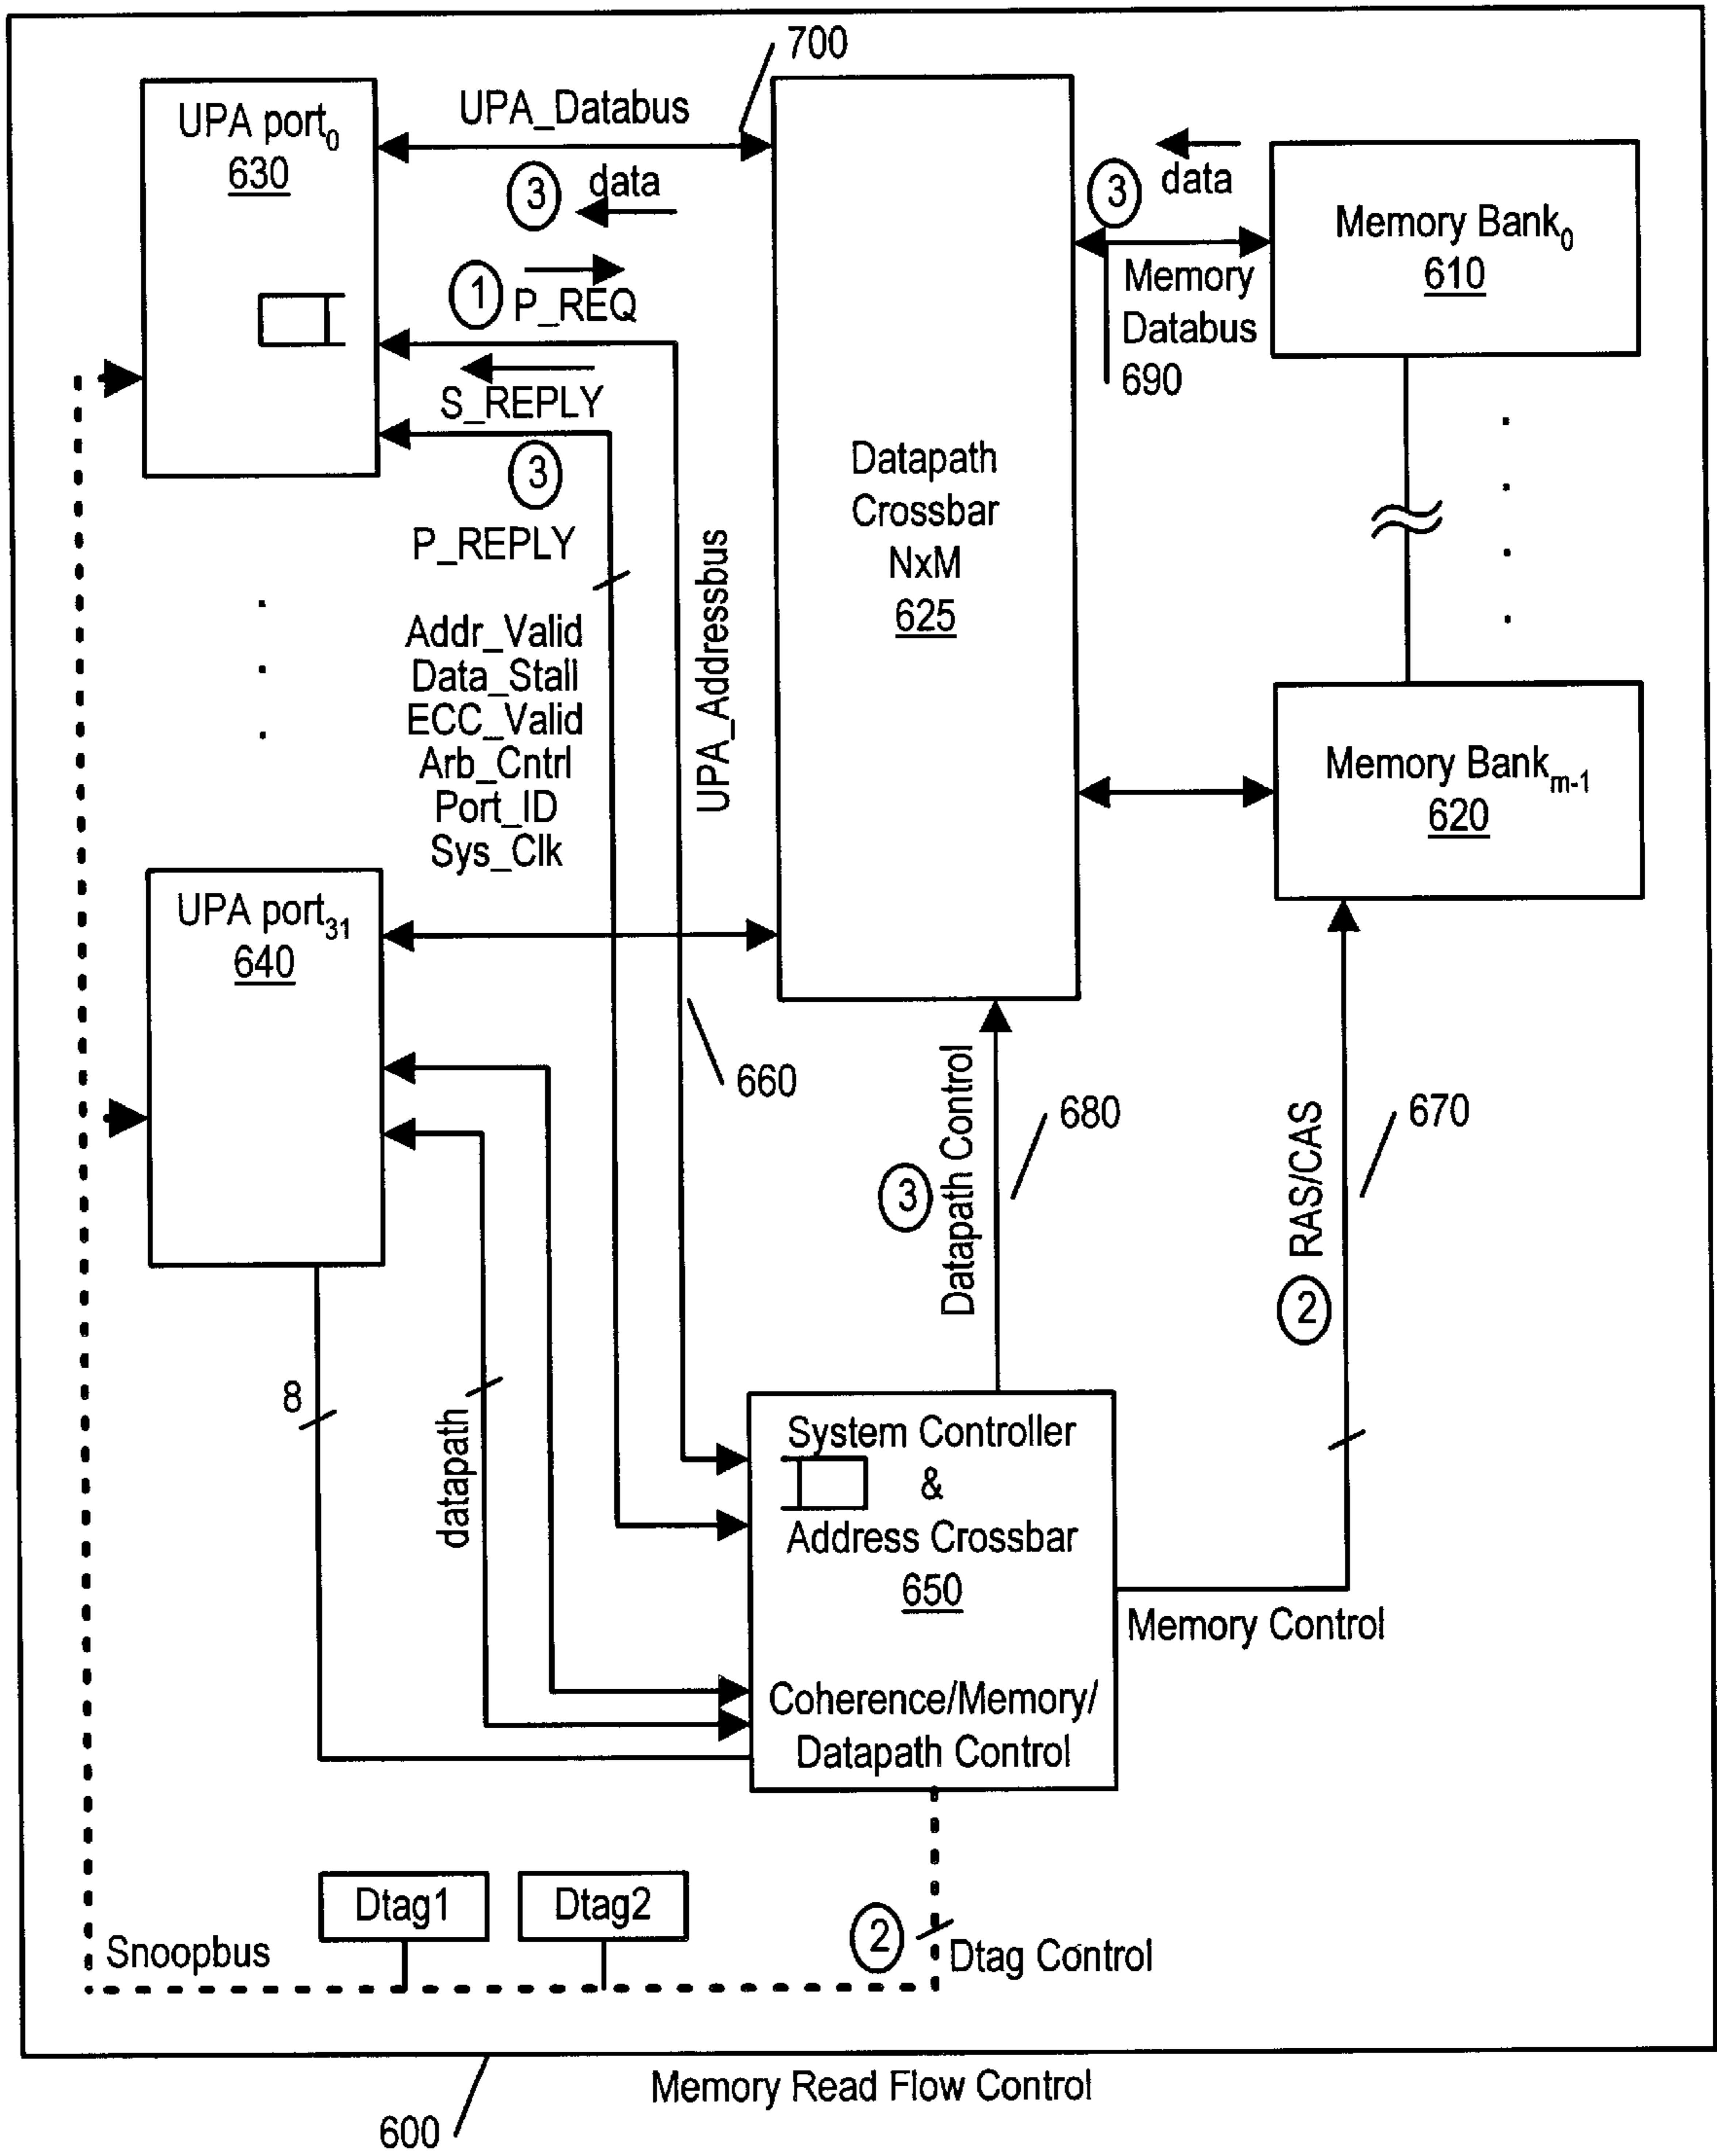 700
UPA port0
630
UPA_Databus
3 data
1 P_REQ
S_REPLY
3
P_REPLY
Addr_Valid
Data_Stall
ECC_Valid
Arb_Cntrl
Port_ID
Sys_Clk
UPA_Addressbus
Datapath
Crossbar
NxM
625
3 data
Memory
Databus
690
Memory Bank0
610
Memory Bankm-1
620
UPA port31
640
660
3 Datapath Control
680
2 RAS/CAS
670
8
datapath
System Controller
&
Address Crossbar
650
Coherence/Memory/
Datapath Control
Memory Control
Dtag1
Dtag2
Snoopbus
2 Dtag Control
Memory Read Flow Control
600